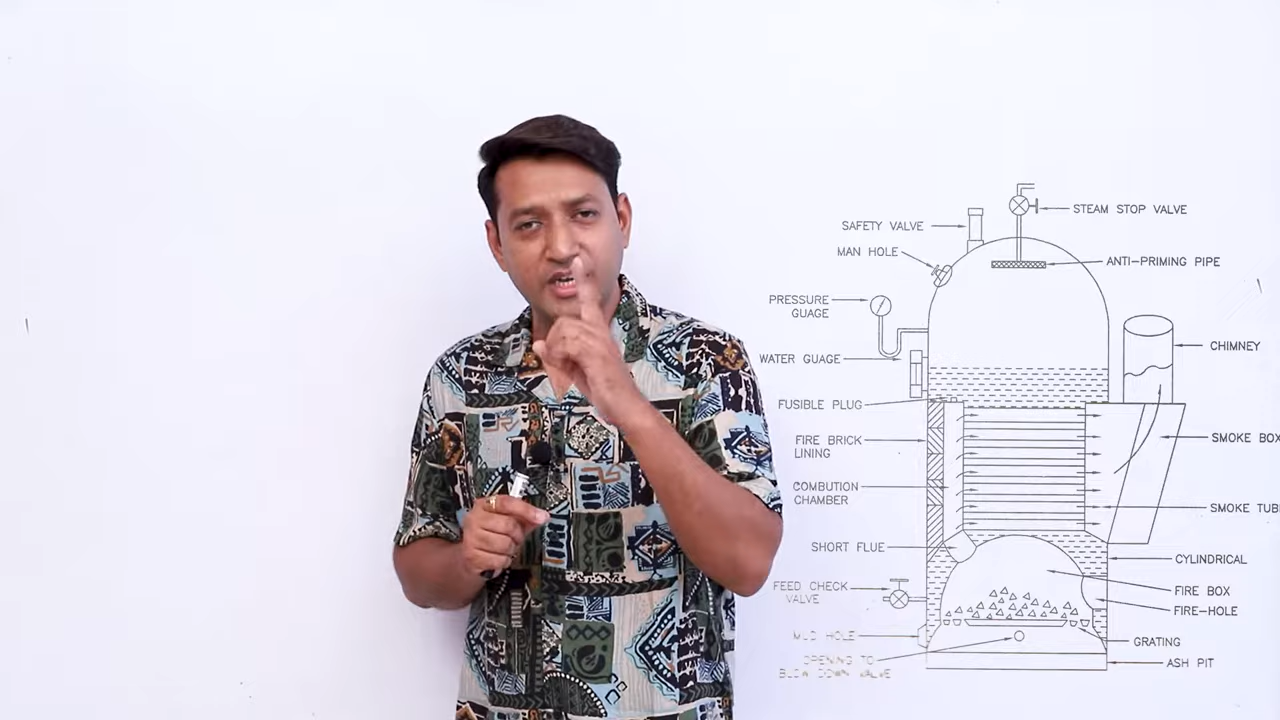 STEAM STOP VALVE
SAFETY VALVE
MAN HOLE
ANTI-PRIMING PIPE
PRESSURE
GUAGE
CHIMNEY
WATER GUAGE
FUSIBLE PLUG
FIRE BRICK
LINING
SMOKE BOX
COMBUTION
CHAMBER
SMOKE TUB
SHORT FLUE
CYLINDRICAL
FEED CHECK
VALVE
FIRE BOX
FIRE-HOLE
MUD HOLE
GRATING
OPENING TO
BLOW DOWN VALVE
ASH PIT